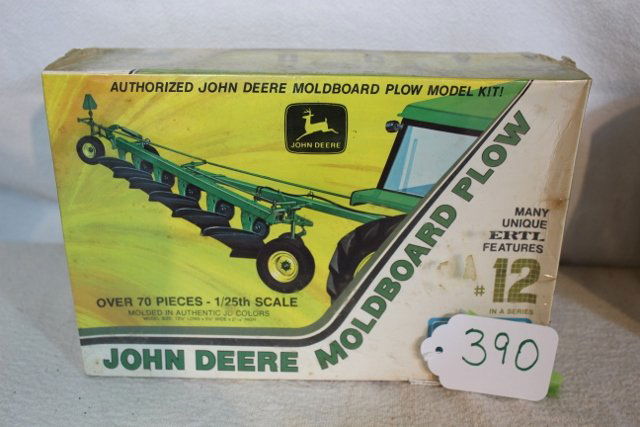 AUTHORIZED JOHN DEERE MOLDBOARD PLOW MODEL KIT!
JOHN DEERE
MANY
UNIQUE
ERTL
FEATURES
#12
IN A SERIES
OVER 70 PIECES - 1/25th SCALE
MOLDED IN AUTHENTIC JD COLORS
JOHN DEERE MOLDBOARD PLOW
390